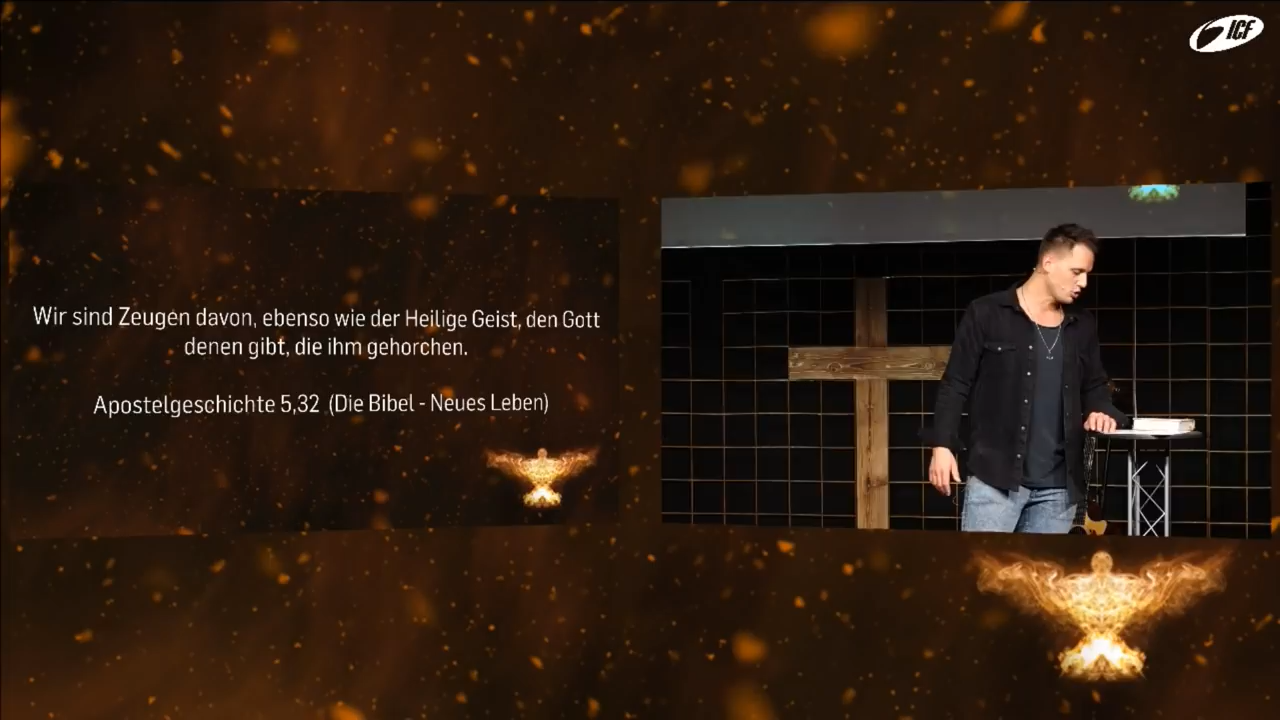 ICF
Wir sind Zeugen davon, ebenso wie der Heilige Geist, den Gott
denen gibt, die ihm gehorchen.
Apostelgeschichte 5,32 (Die Bibel - Neues Leben)